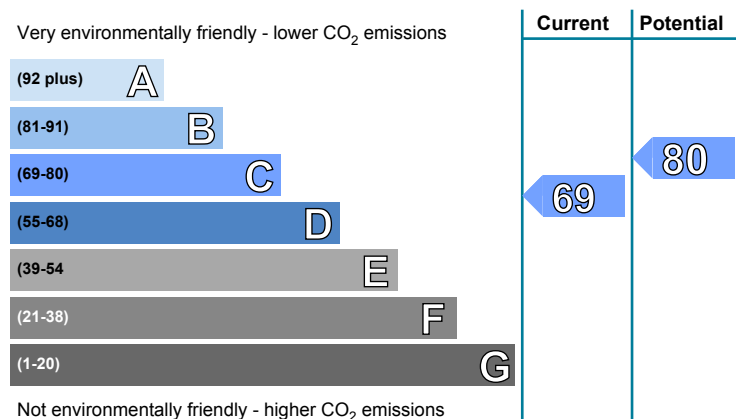 Very environmentally friendly - lower CO₂ emissions
Current Potential
(92 plus) A
(81-91) B
(69-80) C
80
69
(55-68) D
(39-54 E
(21-38) F
(1-20) G
Not environmentally friendly - higher CO₂ emissions